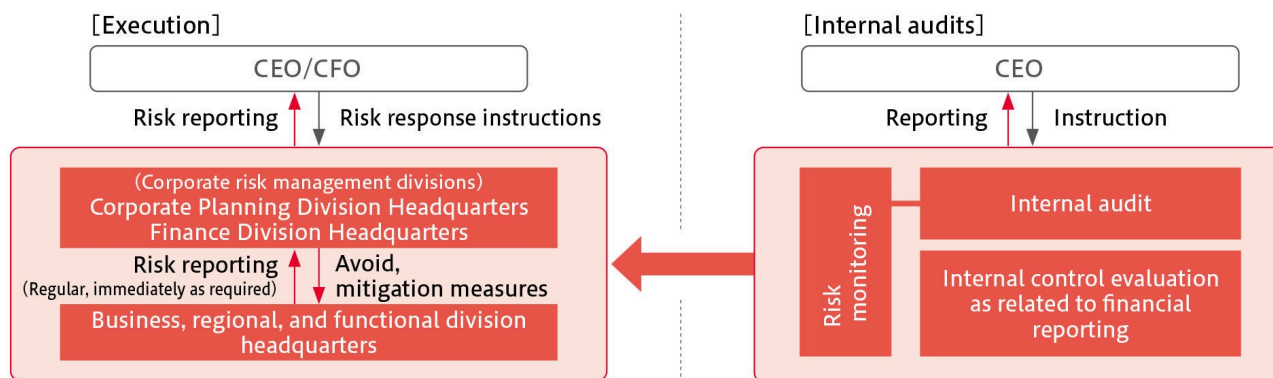 [Execution]
CEO/CFO
Risk reporting
Risk response instructions
(Corporate risk management divisions)
Corporate Planning Division Headquarters
Finance Division Headquarters
Risk reporting
(Regular, immediately as required)
Avoid,
mitigation measures
Business, regional, and functional division
headquarters
[Internal audits]
CEO
Reporting
Instruction
Risk
monitoring
Internal audit
Internal control evaluation
as related to financial
reporting